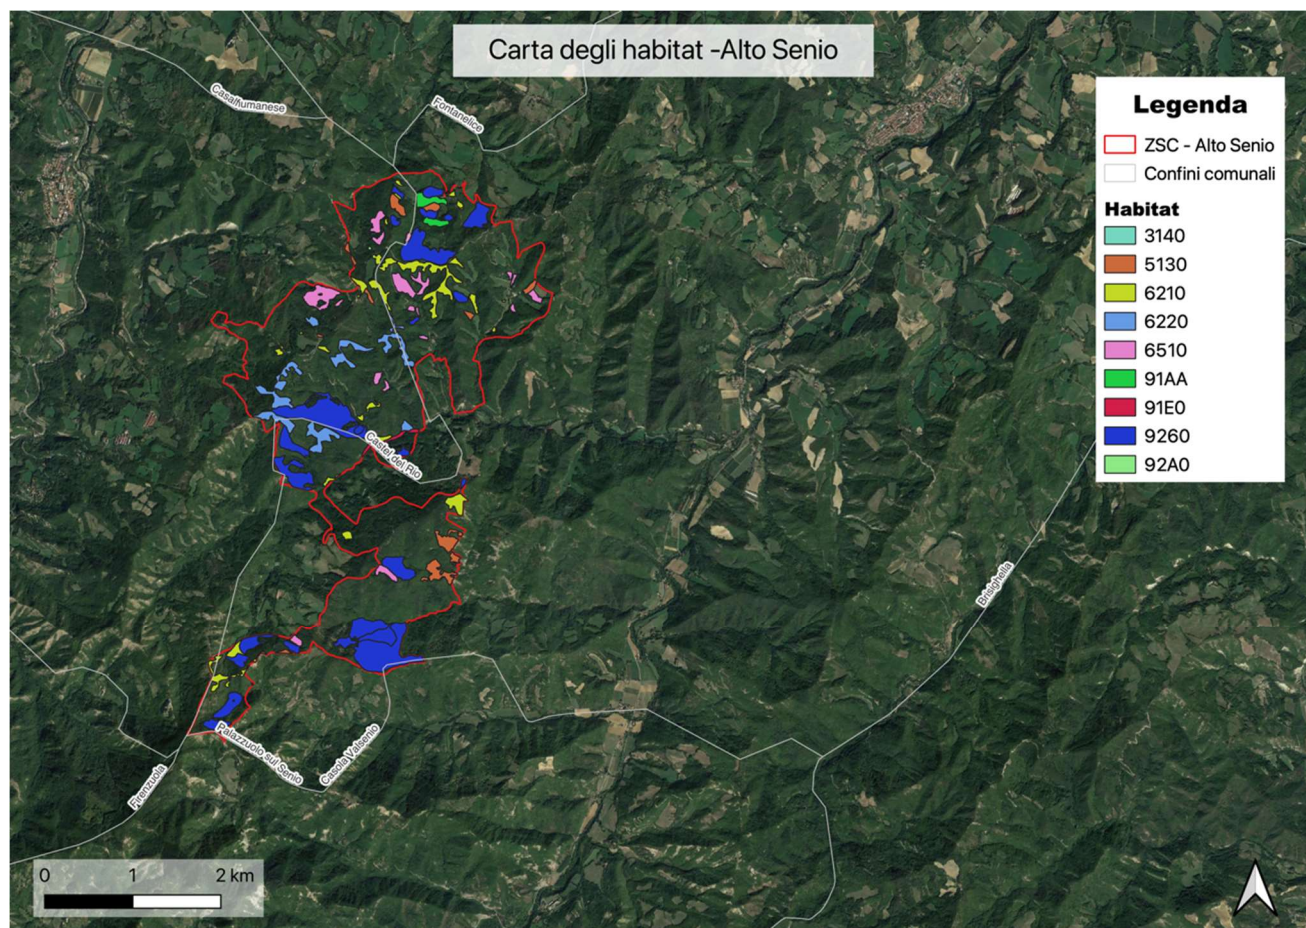 Carta degli habitat -Alto Senio
Casalfiumanese
Fontanelice
Legenda
ZSC - Alto Senio
Confini comunali
Habitat
3140
5130
6210
6220
6510
91AA
91E0
9260
92A0
Castel del Rio
Brisighella
Palazzuolo sul Senio
Casola Valsenio
Firenzuola
0 1 2 km